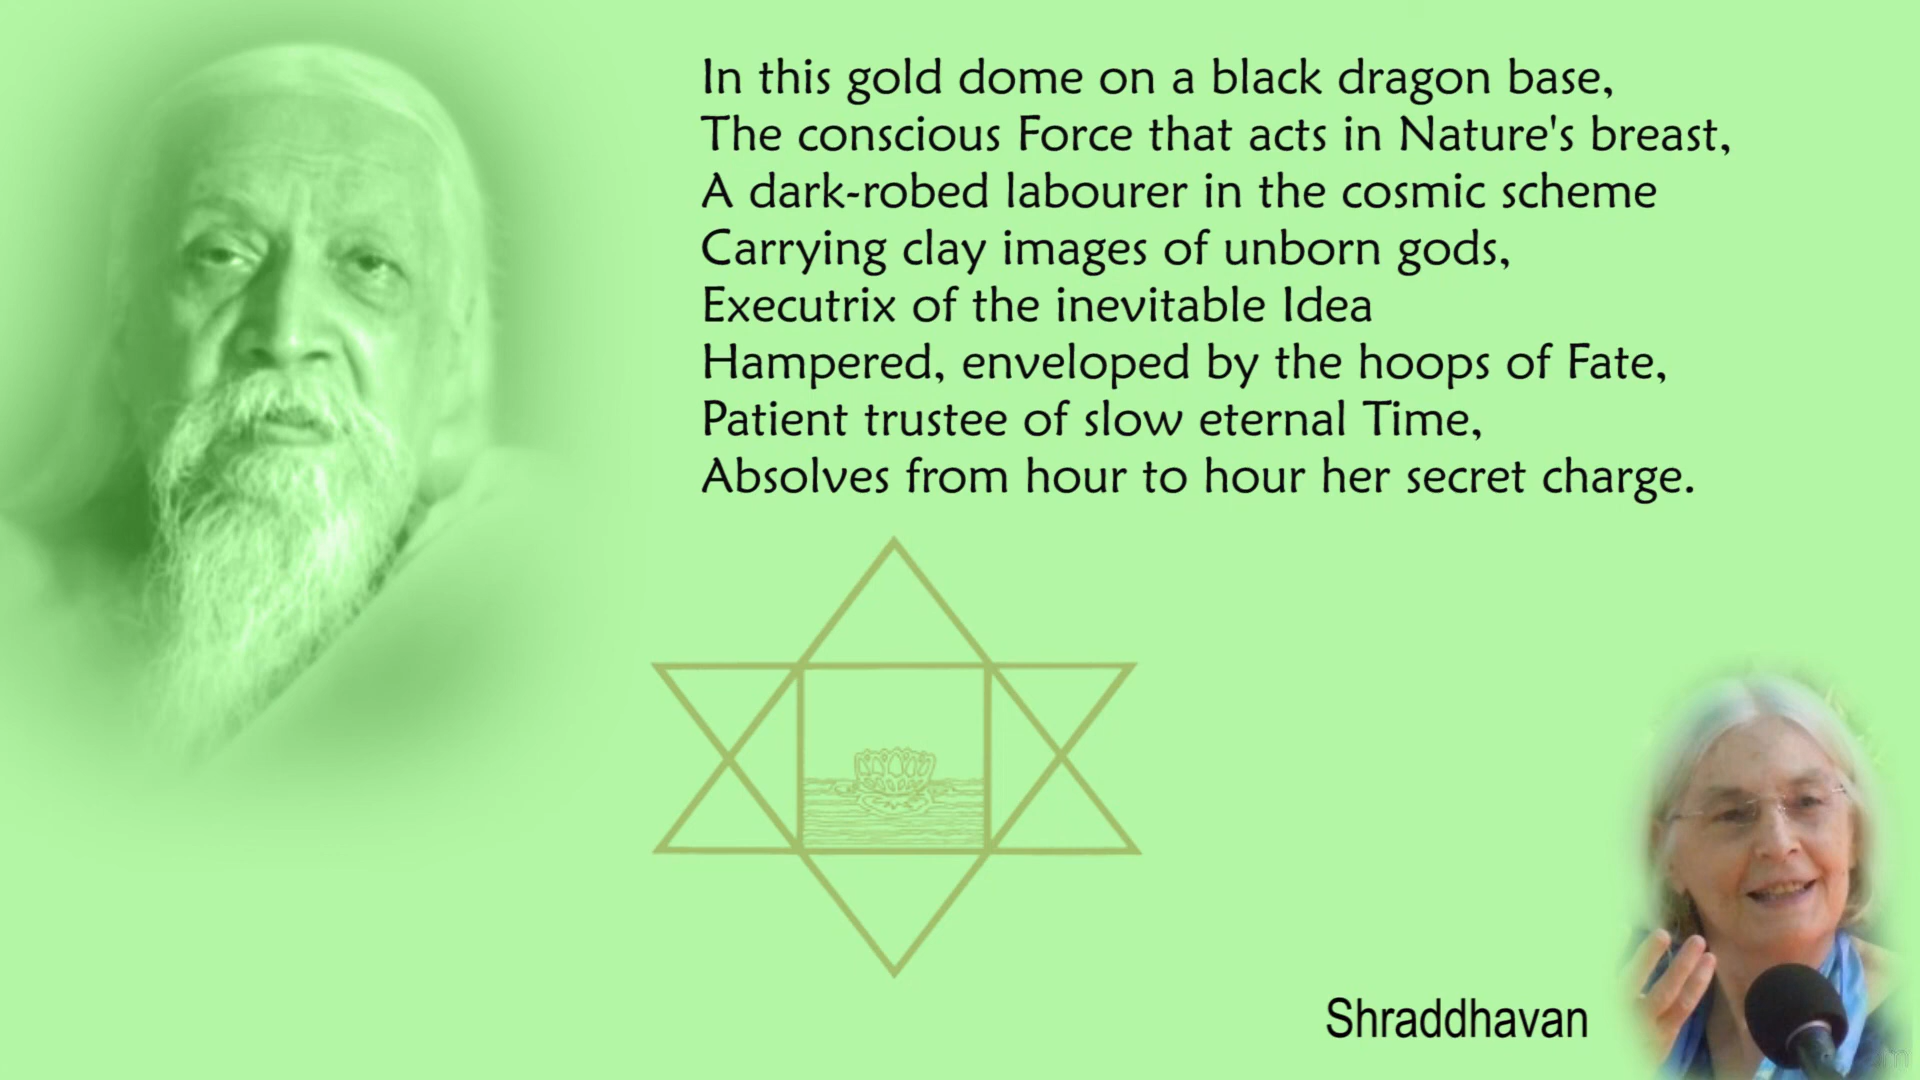 In this gold dome on a black dragon base,
The conscious Force that acts in Nature's breast,
A dark-robed labourer in the cosmic scheme
Carrying clay images of unborn gods,
Executrix of the inevitable Idea
Hampered, enveloped by the hoops of Fate,
Patient trustee of slow eternal Time,
Absolves from hour to hour her secret charge.
Shraddhavan